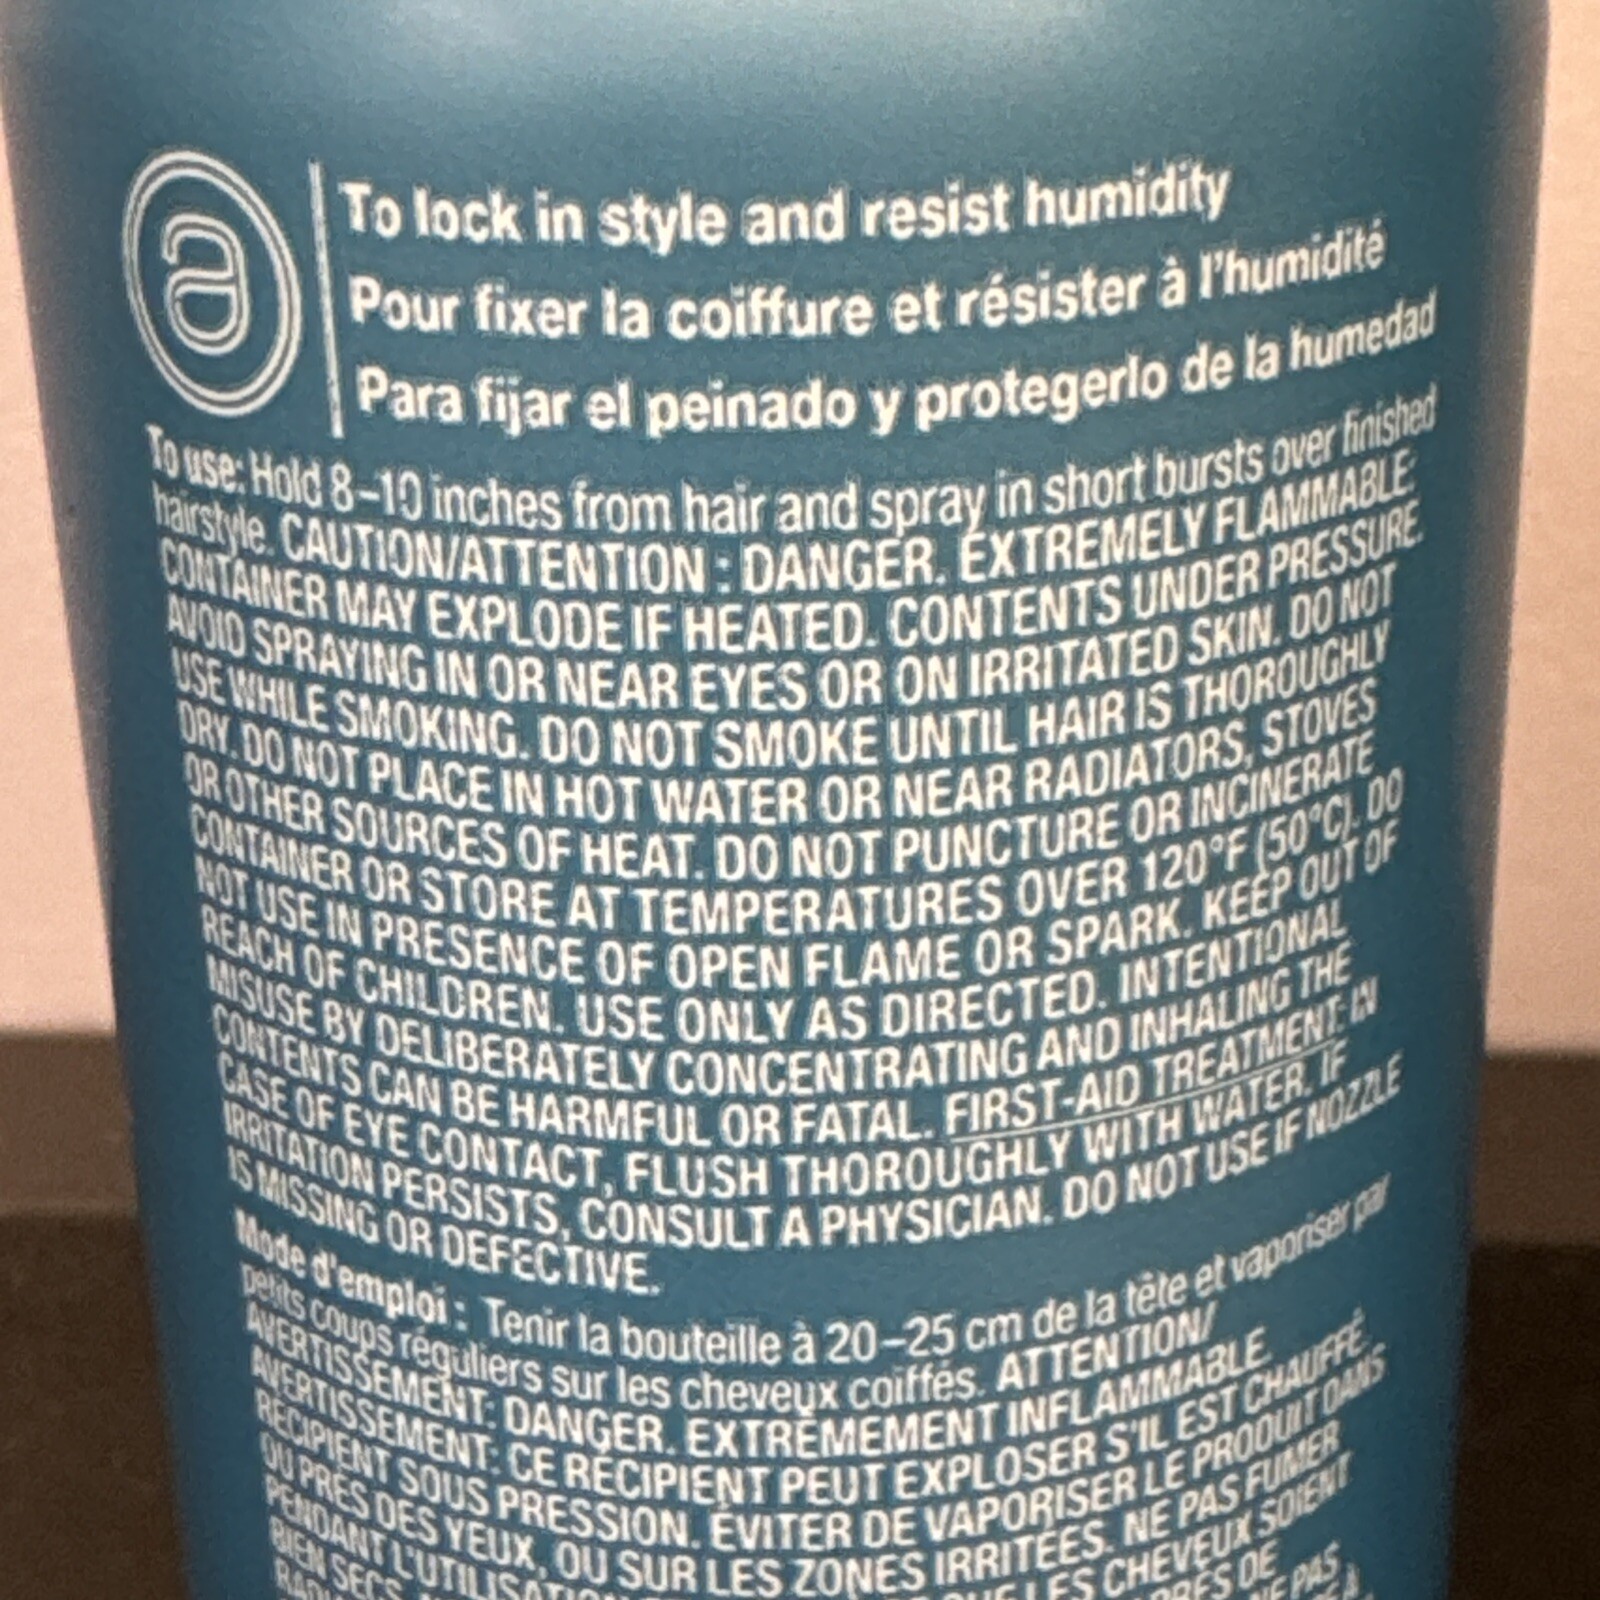 a
To lock in style and resist humidity
Pour fixer la coiffure et résister à l'humidité
Para fijar el peinado y protegerlo de la humedad
To use: Hold 8–10 inches from hair and spray in short bursts over finished
hairstyle. CAUTION/ATTENTION : DANGER. EXTREMELY FLAMMABLE:
CONTAINER MAY EXPLODE IF HEATED. CONTENTS UNDER PRESSURE.
AVOID SPRAYING IN OR NEAR EYES OR ON IRRITATED SKIN. DO NOT
USE WHILE SMOKING. DO NOT SMOKE UNTIL HAIR IS THOROUGHLY
DRY. DO NOT PLACE IN HOT WATER OR NEAR RADIATORS, STOVES
OR OTHER SOURCES OF HEAT. DO NOT PUNCTURE OR INCINERATE
CONTAINER OR STORE AT TEMPERATURES OVER 120°F (50°C). DO
NOT USE IN PRESENCE OF OPEN FLAME OR SPARK. KEEP OUT OF
REACH OF CHILDREN. USE ONLY AS DIRECTED. INTENTIONAL
MISUSE BY DELIBERATELY CONCENTRATING AND INHALING THE
CONTENTS CAN BE HARMFUL OR FATAL. FIRST-AID TREATMENT: IN
CASE OF EYE CONTACT, FLUSH THOROUGHLY WITH WATER. IF
IRRITATION PERSISTS, CONSULT A PHYSICIAN. DO NOT USE IF NOZZLE
IS MISSING OR DEFECTIVE.
Mode d'emploi : Tenir la bouteille à 20–25 cm de la tête et vaporiser par
petits coups réguliers sur les cheveux coiffés. ATTENTION/
AVERTISSEMENT: DANGER. EXTRÊMEMENT INFLAMMABLE.
AVERTISSEMENT: CE RÉCIPIENT PEUT EXPLOSER S'IL EST CHAUFFÉ.
RÉCIPIENT SOUS PRESSION. ÉVITER DE VAPORISER LE PRODUIT DANS
OU PRÈS DES YEUX, OU SUR LES ZONES IRRITÉES. NE PAS FUMER
PENDANT L'UTILISATION QUE LES CHEVEUX SOIENT
BIEN SECS. PRÈS DE
NE PAS